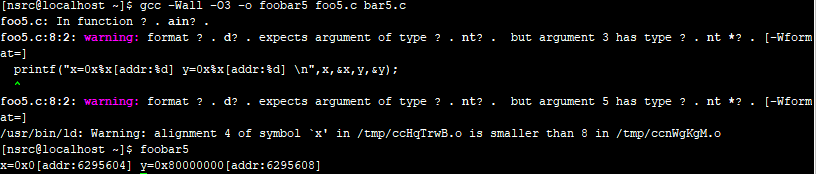 [nsrc@localhost ~]$ gcc -Wall -O3 -o foobar5 foo5.c bar5.c
foo5.c: In function ? . ain? .
foo5.c:8:2: warning: format ? . d? . expects argument of type ? . nt? .  but argument 3 has type ? . nt *? . [-Wform
at=]
  printf("x=0x%x[addr:%d] y=0x%x[addr:%d] \n",x,&x,y,&y);
  ^
foo5.c:8:2: warning: format ? . d? . expects argument of type ? . nt? .  but argument 5 has type ? . nt *? . [-Wform
at=]
/usr/bin/ld: Warning: alignment 4 of symbol `x' in /tmp/ccHqTrwB.o is smaller than 8 in /tmp/ccnWgKgM.o
[nsrc@localhost ~]$ foobar5
x=0x0[addr:6295604] y=0x80000000[addr:6295608]